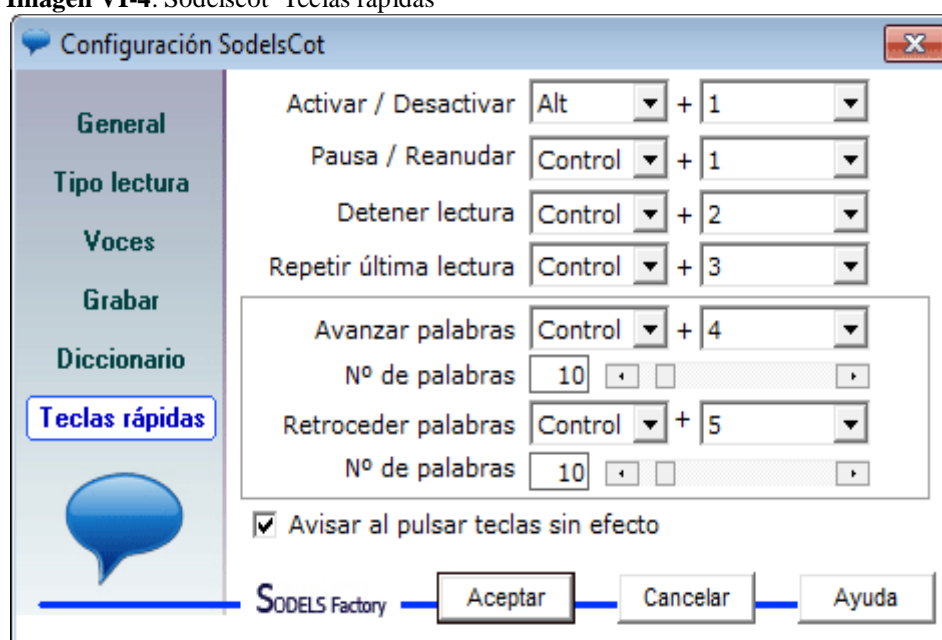 Imagen VI-4: Sodelscot Teclas rápidas
Configuración SodelsCot
General
Tipo lectura
Voces
Grabar
Diccionario
Teclas rápidas
Activar / Desactivar Alt + 1
Pausa / Reanudar Control + 1
Detener lectura Control + 2
Repetir última lectura Control + 3
Avanzar palabras Control + 4
Nº de palabras 10
Retroceder palabras Control + 5
Nº de palabras 10
Avisar al pulsar teclas sin efecto
SODELS Factory Aceptar Cancelar Ayuda